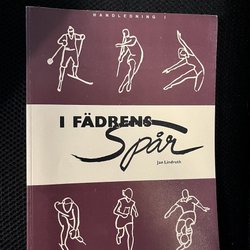 HANDLEDNING I
I FÄDRENS
Spår
Jan Lindroth